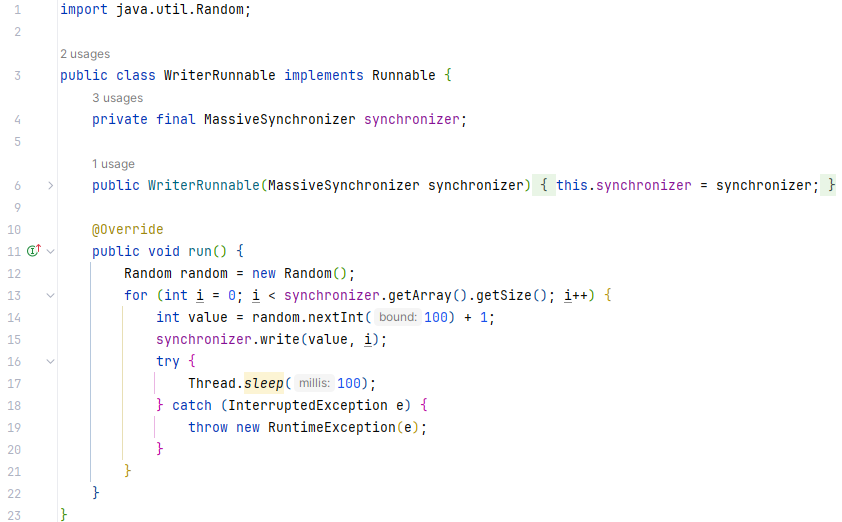 1 import java.util.Random;
2
2 usages
3 public class WriterRunnable implements Runnable {
3 usages
4 private final MassiveSynchronizer synchronizer;
5
1 usage
6 public WriterRunnable(MassiveSynchronizer synchronizer) { this.synchronizer = synchronizer; }
9
10 @Override
11 public void run() {
12 Random random = new Random();
13 for (int i = 0; i < synchronizer.getArray().getSize(); i++) {
14 int value = random.nextInt( bound: 100) + 1;
15 synchronizer.write(value, i);
16 try {
17 Thread.sleep( millis: 100);
18 } catch (InterruptedException e) {
19 throw new RuntimeException(e);
20 }
21 }
22 }
23 }